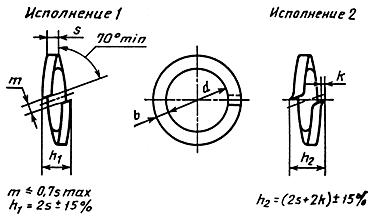 Исполнение 1
Исполнение 2
s
70° min
m
k
d
b
h₁
h₂
m ≤ 0,7s max
h₁ = 2s ± 15%
h₂ = (2s+2k) ± 15%